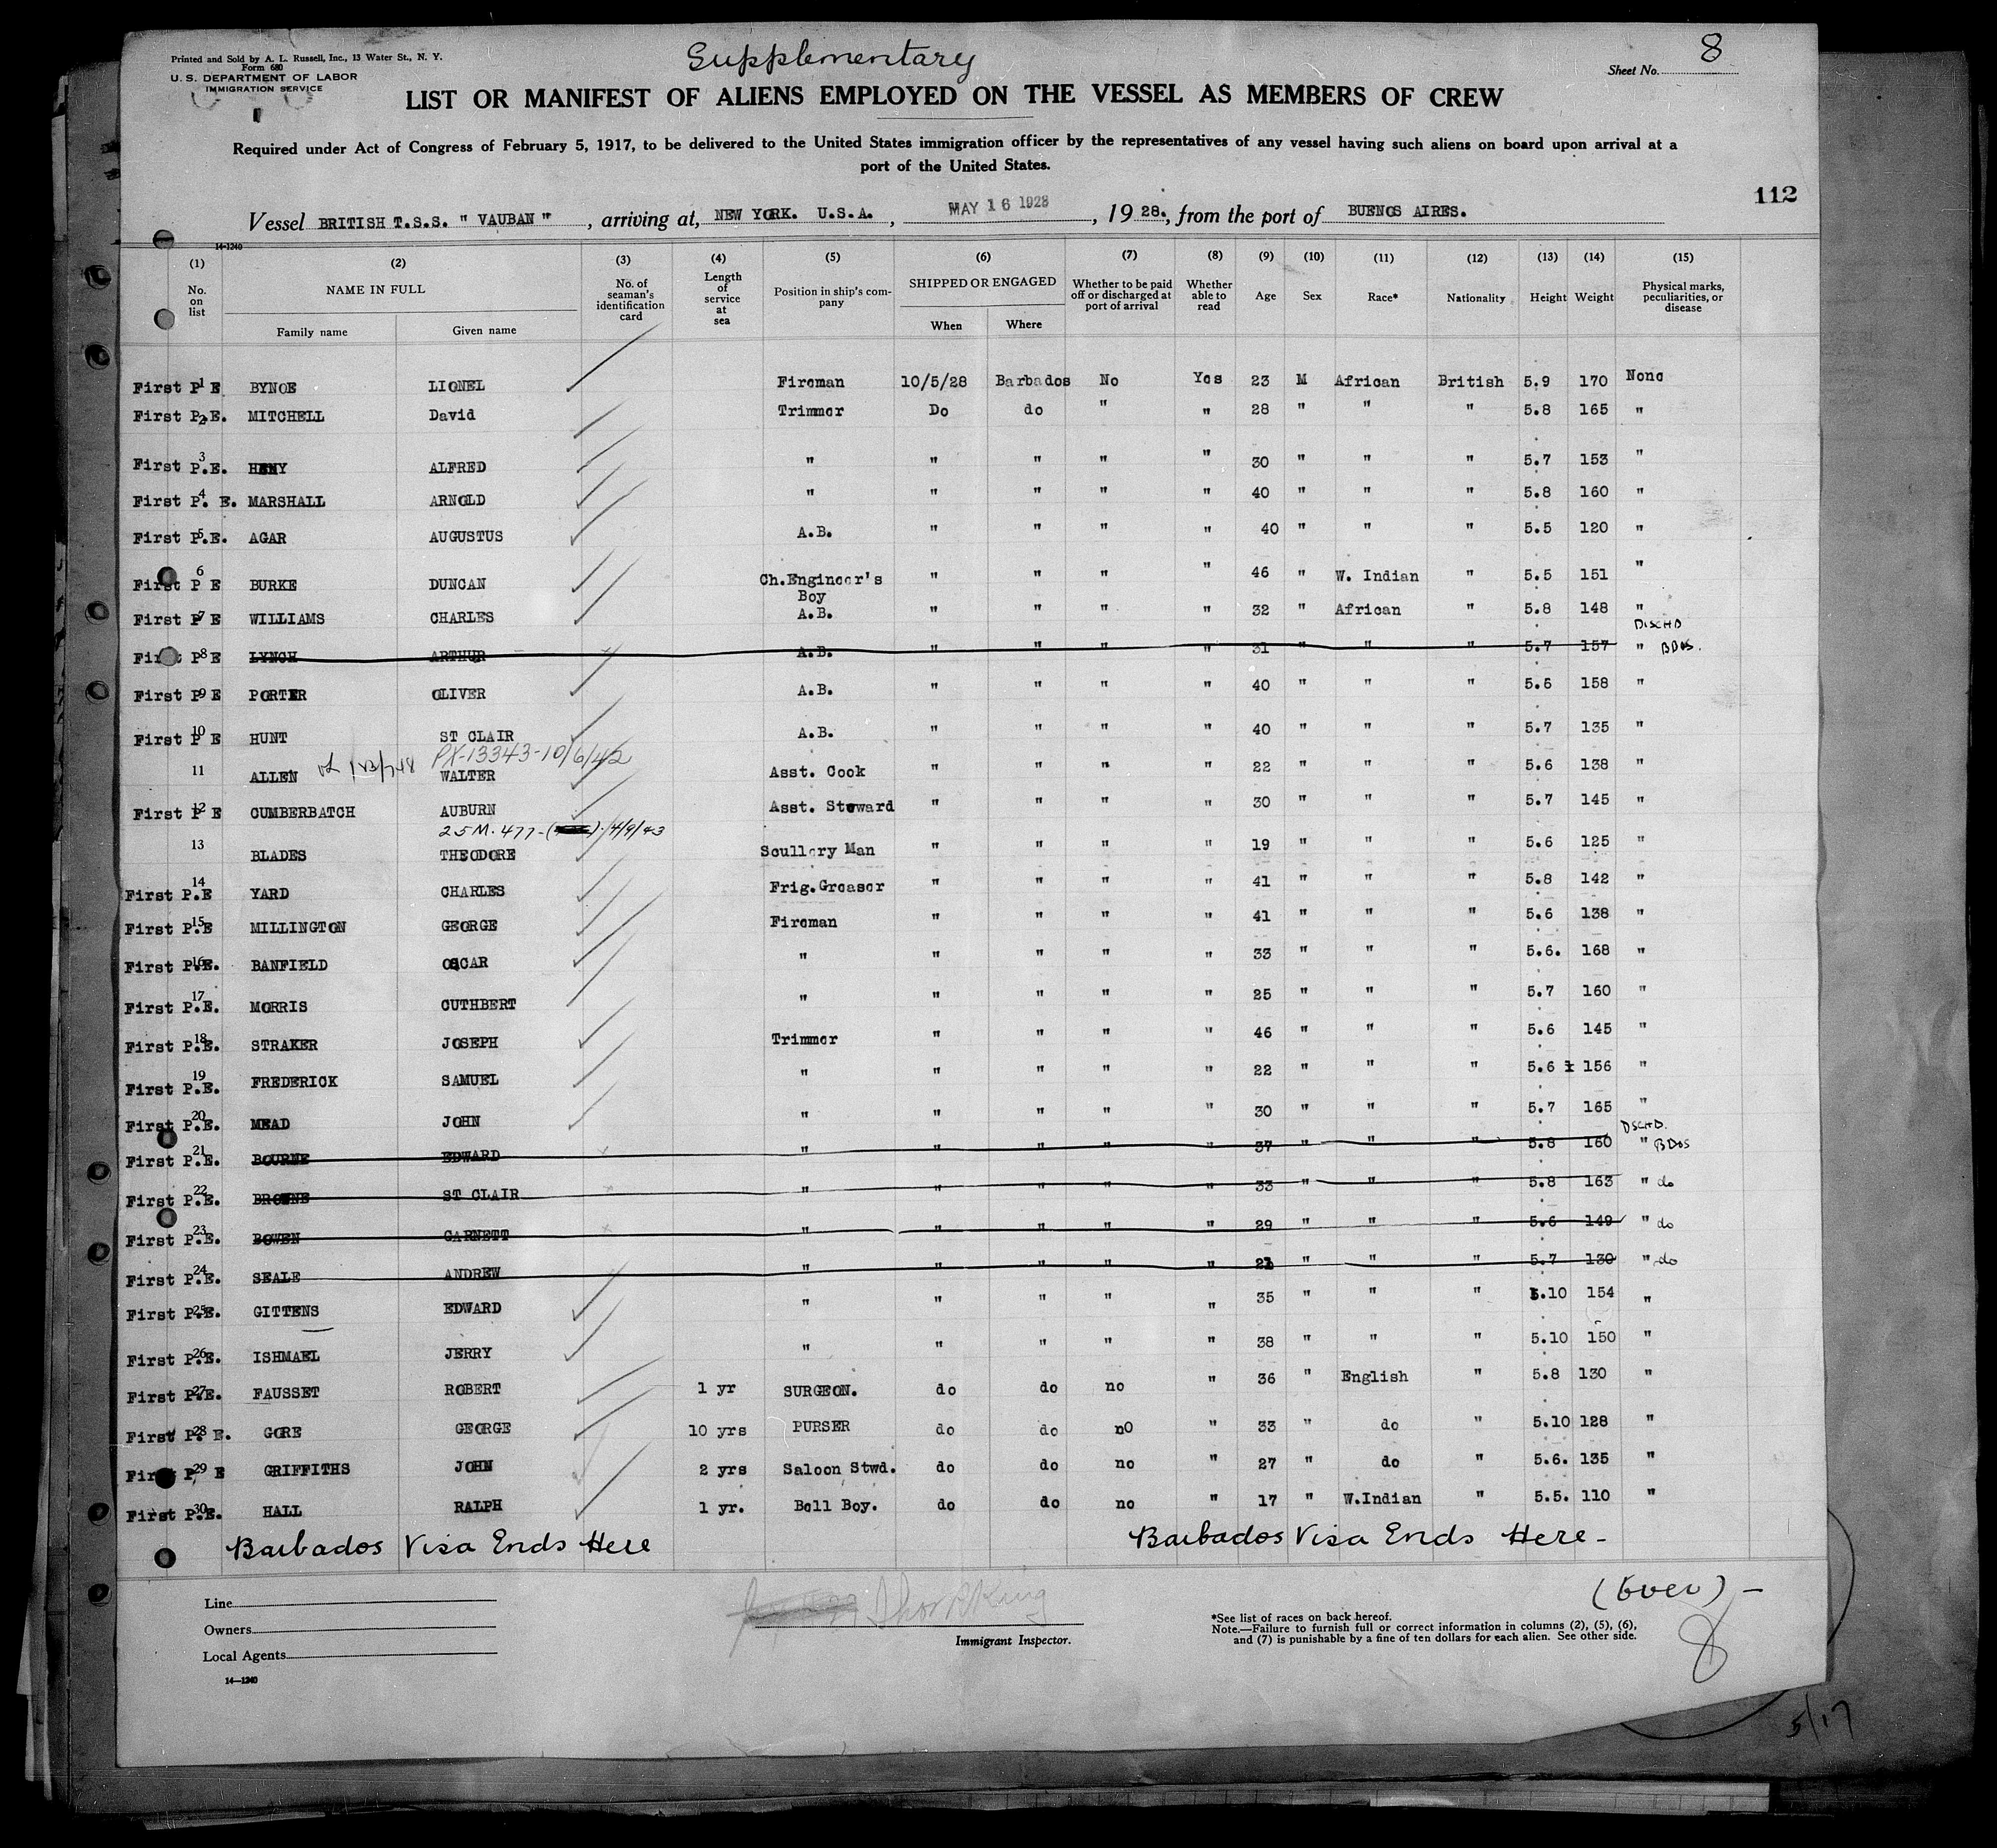 Supplementary
8
Printed and Sold by A. L. Russell, Inc., 13 Water St., N. Y.
Form 680
U. S. DEPARTMENT OF LABOR
IMMIGRATION SERVICE
Sheet No.
LIST OR MANIFEST OF ALIENS EMPLOYED ON THE VESSEL AS MEMBERS OF CREW
Required under Act of Congress of February 5, 1917, to be delivered to the United States immigration officer by the representatives of any vessel having such aliens on board upon arrival at a
port of the United States.
112
Vessel BRITISH T.S.S. " VAUBAN " , arriving at, NEW YORK. U.S.A. , MAY 16 1928 , 19 28., from the port of BUENOS AIRES.
14-1240
(1) (2) (3) (4) (5) (6) (7) (8) (9) (10) (11) (12) (13) (14) (15)
No. on list NAME IN FULL Family name Given name No. of seaman's identification card Length of service at sea Position in ship's company SHIPPED OR ENGAGED When Where Whether to be paid off or discharged at port of arrival Whether able to read Age Sex Race* Nationality Height Weight Physical marks, peculiarities, or disease
First P E 1 BYNOE LIONEL Fireman 10/5/28 Barbados No Yes 23 M African British 5.9 170 None
First P.E. 2 MITCHELL David Trimmer Do do " " 28 " " " 5.8 165 "
First P.E. 3 ALFRED " " " " " 30 " " " 5.7 153 "
First P. E. 4 MARSHALL ARNOLD " " " " " 40 " " " 5.8 160 "
First P.E. 5 AGAR AUGUSTUS A.B. " " " " 40 " " " 5.5 120 "
First P E 6 BURKE DUNCAN Ch.Engineer's Boy " " " " 46 " W. Indian " 5.5 151 "
First P E 7 WILLIAMS CHARLES A.B. " " " " 32 " African " 5.8 148 "
First P E 8 LYNCH ARTHUR A.B. " " " " 31 " " " 5.7 157 " DISCHD BDOS.
First P E 9 PORTER OLIVER A.B. " " " " 40 " " " 5.6 158 "
First P E 10 HUNT ST CLAIR A.B. " " " " 40 " " " 5.7 135 "
PX-13343-10/6/42
11 ALLEN WALTER Asst. Cook " " " " 22 " " " 5.6 138 "
First P E 12 CUMBERBATCH AUBURN Asst. Steward " " " " 30 " " " 5.7 145 "
25M.477- 4/9/43
13 BLADES THEODORE Scullery Man " " " " 19 " " " 5.6 125 "
First P.E 14 YARD CHARLES Frig.Greaser " " " " 41 " " " 5.8 142 "
First P.E 15 MILLINGTON GEORGE Fireman " " " " 41 " " " 5.6 138 "
First P.E. 16 BANFIELD OSCAR " " " " " 33 " " " 5.6. 168 "
First P.E. 17 MORRIS CUTHBERT " " " " " 25 " " " 5.7 160 "
First P.E. 18 STRAKER JOSEPH Trimmer " " " " 46 " " " 5.6 145 "
First P.E. 19 FREDERICK SAMUEL " " " " " 22 " " " 5.6 156 "
First P.E. 20 MEAD JOHN " " " " " 30 " " " 5.7 165 "
First P.E. 21 BOURNE EDWARD " " " " " 37 " " " 5.8 160 " DSCHD. BDOS
First P.E. 22 BROWNE ST CLAIR " " " " " 33 " " " 5.8 163 " do
First P.E. 23 BOWEN GARNETT " " " " " 29 " " " 5.6 149 " do
First P.E. 24 SEALE ANDREW " " " " " " " " 5.7 130 " do
First P.E. 25 GITTENS EDWARD " " " " " 35 " " " 5.10 154 "
First P.E. 26 ISHMAEL JERRY " " " " " 38 " " " 5.10 150 "
First P.E. 27 FAUSSET ROBERT 1 yr SURGEON. do do no " 36 " English " 5.8 130 "
First P. E. 28 GORE GEORGE 10 yrs PURSER do do nO " 33 " do " 5.10 128 "
First P, E 29 GRIFFITHS JOHN 2 yrs Saloon Stwd. do do no " 27 " do " 5.6. 135 "
First P.E. 30 HALL RALPH 1 yr. Bell Boy. do do no " 17 " W.Indian " 5.5. 110 "
Barbados Visa Ends Here Barbados Visa Ends Here -
(Over) -
Line
Owners
Local Agents
Immigrant Inspector.
*See list of races on back hereof.
Note.—Failure to furnish full or correct information in columns (2), (5), (6),
and (7) is punishable by a fine of ten dollars for each alien. See other side.
8
14—1240
5/17